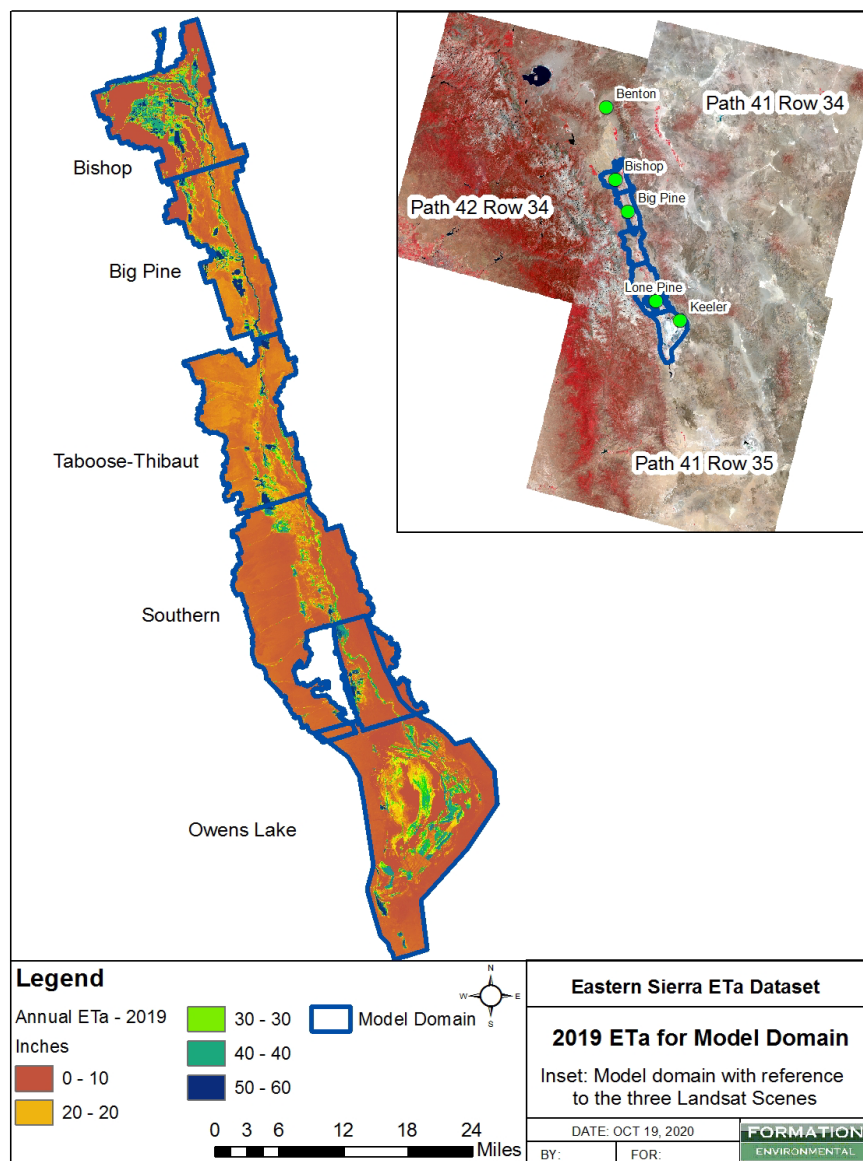 Bishop
Big Pine
Taboose-Thibaut
Southern
Owens Lake
Benton
Path 41 Row 34
Bishop
Path 42 Row 34
Big Pine
Lone Pine
Keeler
Path 41 Row 35
Legend
Annual ETa - 2019
Inches
0 - 10
20 - 20
30 - 30
40 - 40
50 - 60
Model Domain
N
W
E
S
0 3 6 12 18 24
Miles
Eastern Sierra ETa Dataset
2019 ETa for Model Domain
Inset: Model domain with reference
to the three Landsat Scenes
DATE: OCT 19, 2020
BY:
FOR:
FORMATION
ENVIRONMENTAL